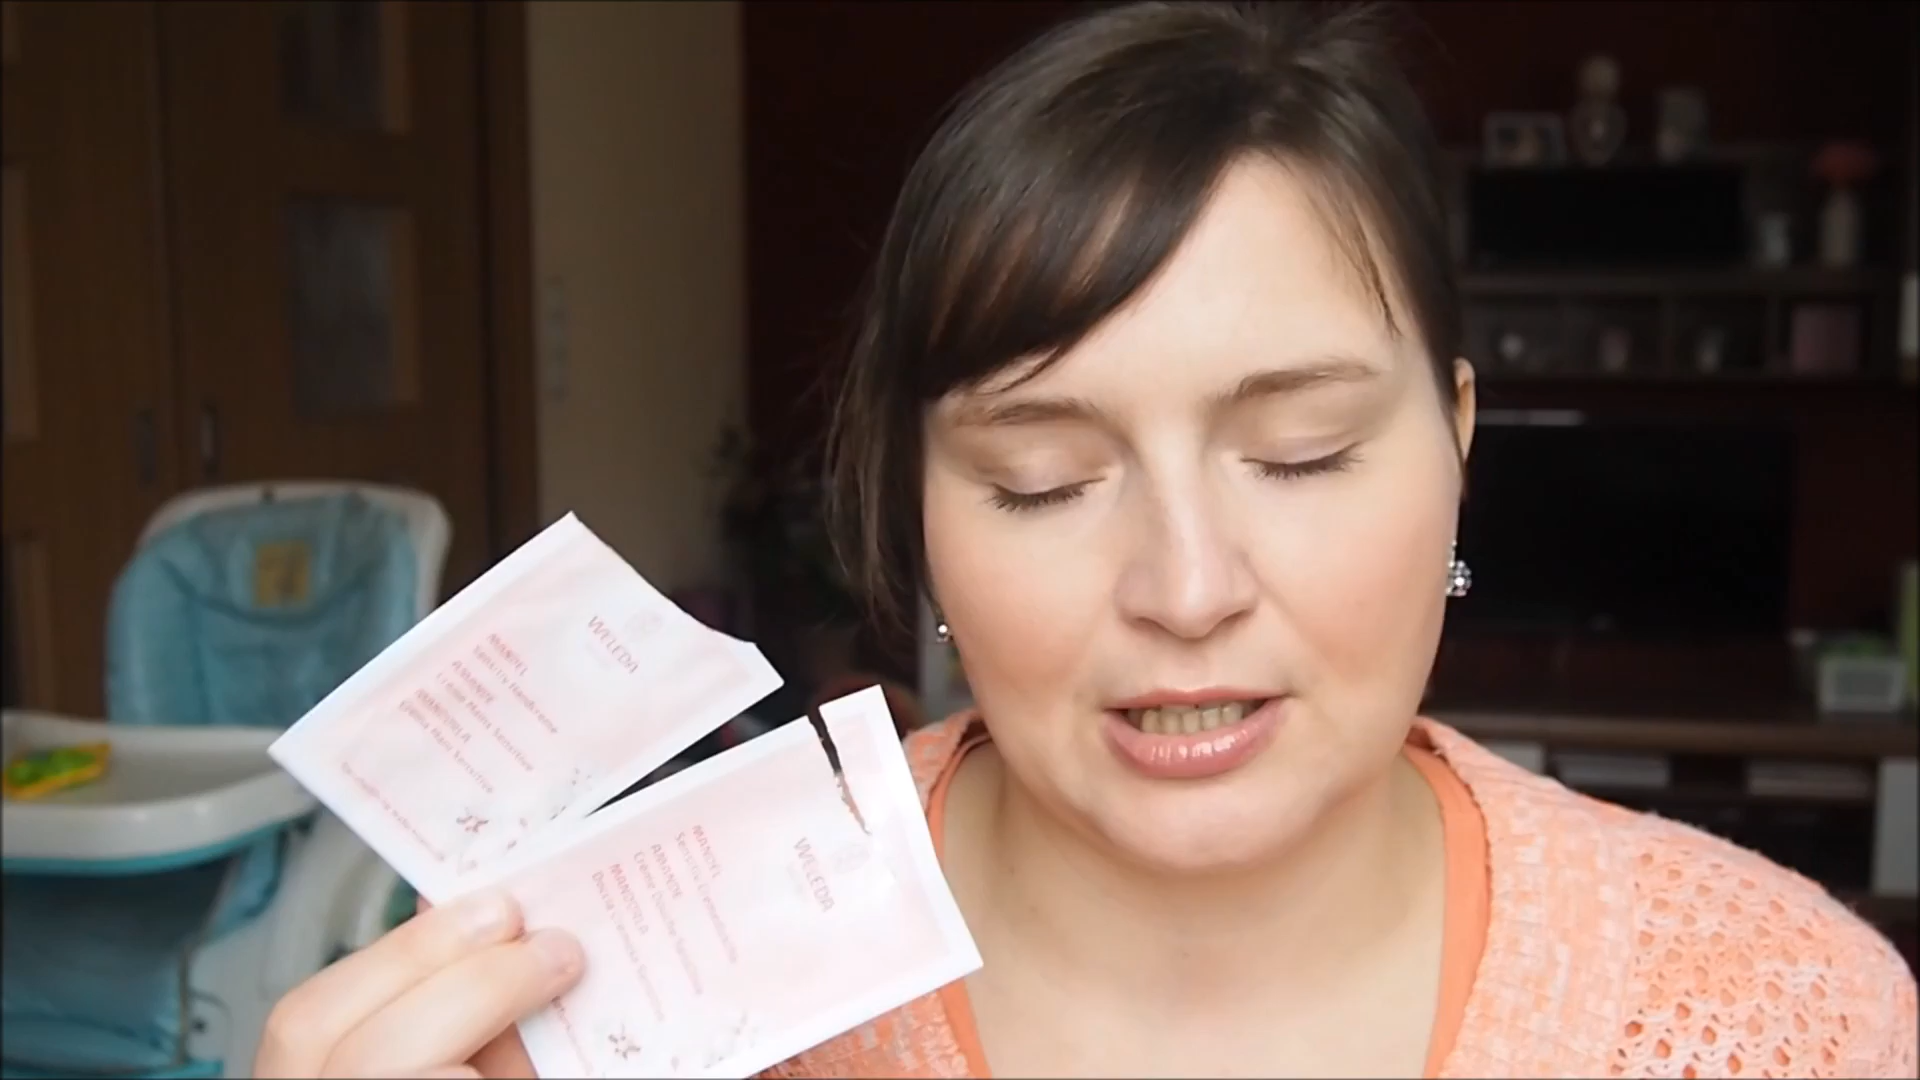 WELEDA
MANDEL
Sensitiv Handcreme
AMANDE
Crème Mains Sensitive
MANDORLA
Crema Mani Sensitive
WELEDA
MANDEL
Sensitiv Cremedusche
AMANDE
Crème Douche Sensitive
MANDORLA
Doccia Cremosa Sensitive